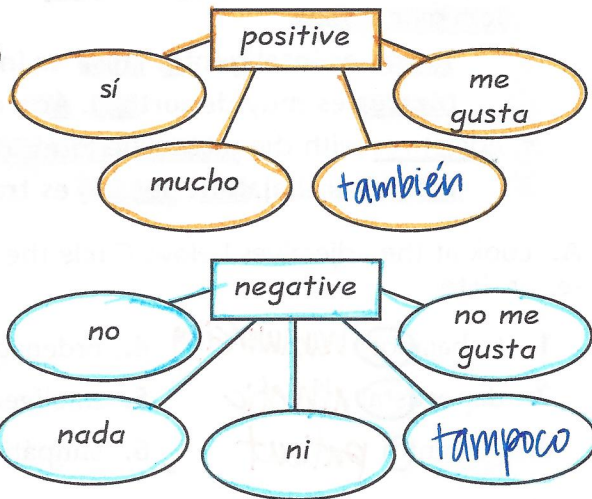 positive
sí
me
gusta
mucho
también
negative
no
no me
gusta
nada
ni
tampoco